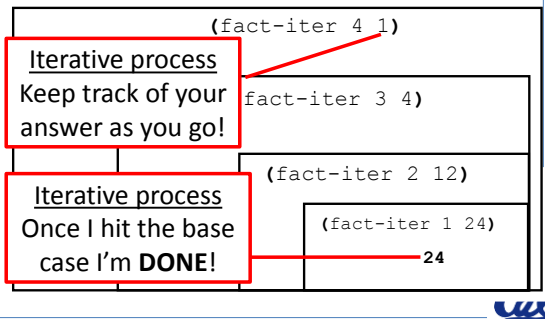 (fact-iter 4 1)
Iterative process
Keep track of your
answer as you go!
fact-iter 3 4)
(fact-iter 2 12)
Iterative process
Once I hit the base
case I'm DONE!
(fact-iter 1 24)
24